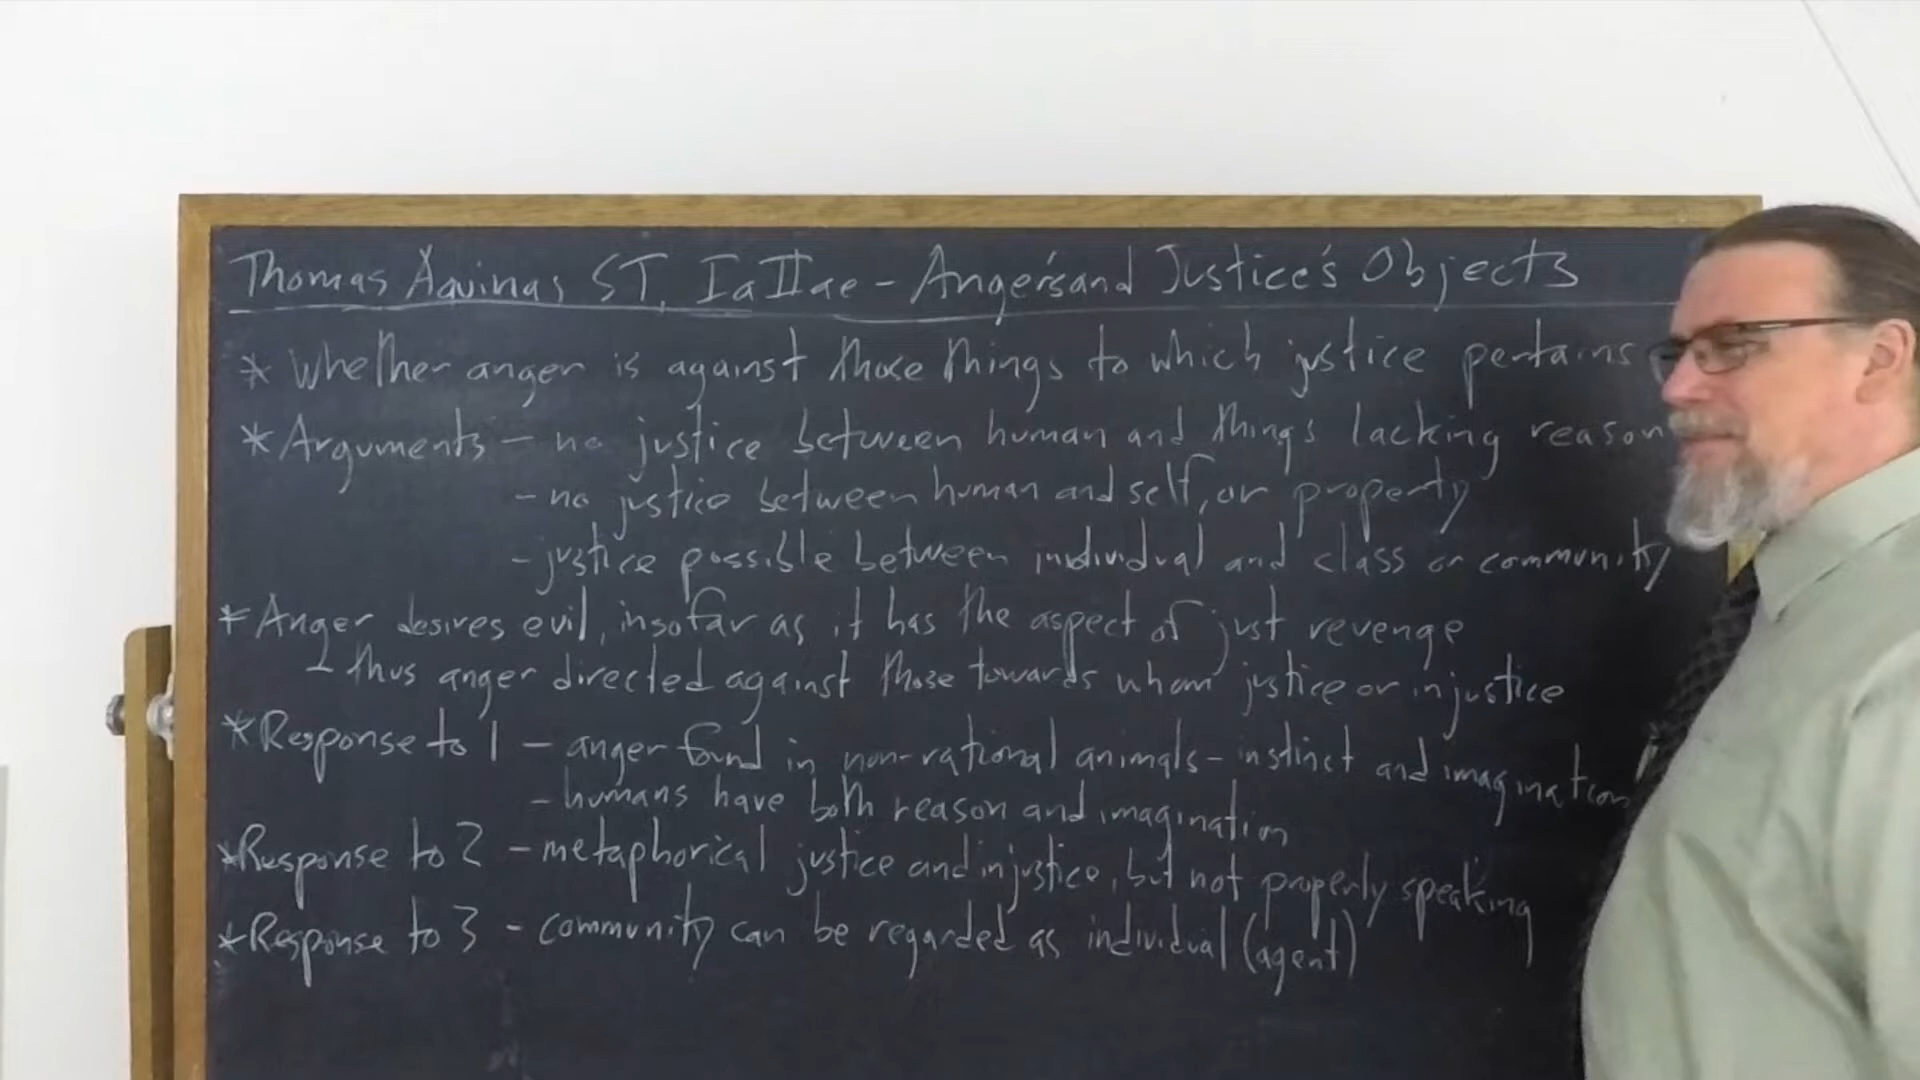 Thomas Aquinas ST, IaIIae - Anger's and Justice's Objects
* Whether anger is against those things to which justice pertains
* Arguments - no justice between human and things lacking reason
- no justice between human and self, or property
- justice possible between individual and class or community
* Anger desires evil, insofar as it has the aspect of just revenge
- thus anger directed against those towards whom justice or injustice
* Response to 1 - anger found in non-rational animals - instinct and imagination
- humans have both reason and imagination
* Response to 2 - metaphorical justice and injustice, but not properly speaking
* Response to 3 - community can be regarded as individual (agent)